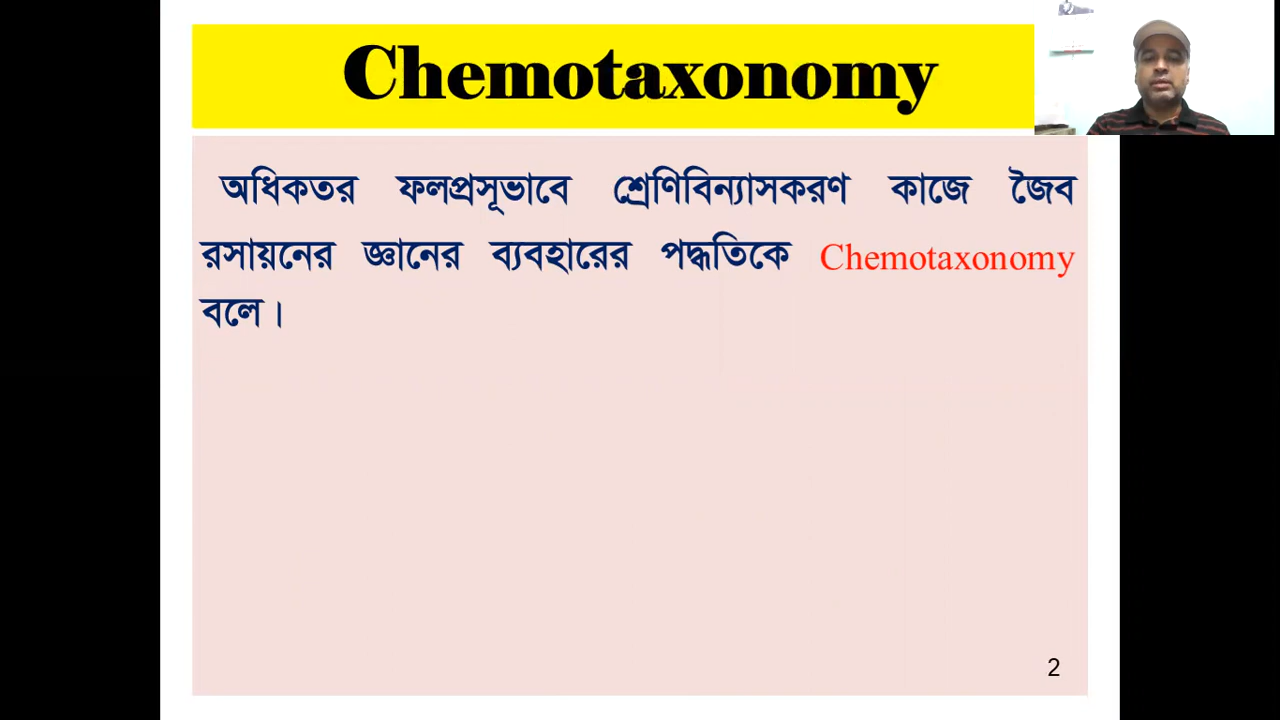 Chemotaxonomy
অধিকতর ফলপ্রসূভাবে শ্রেণিবিন্যাসকরণ কাজে জৈব
রসায়নের জ্ঞানের ব্যবহারের পদ্ধতিকে Chemotaxonomy
বলে।
2